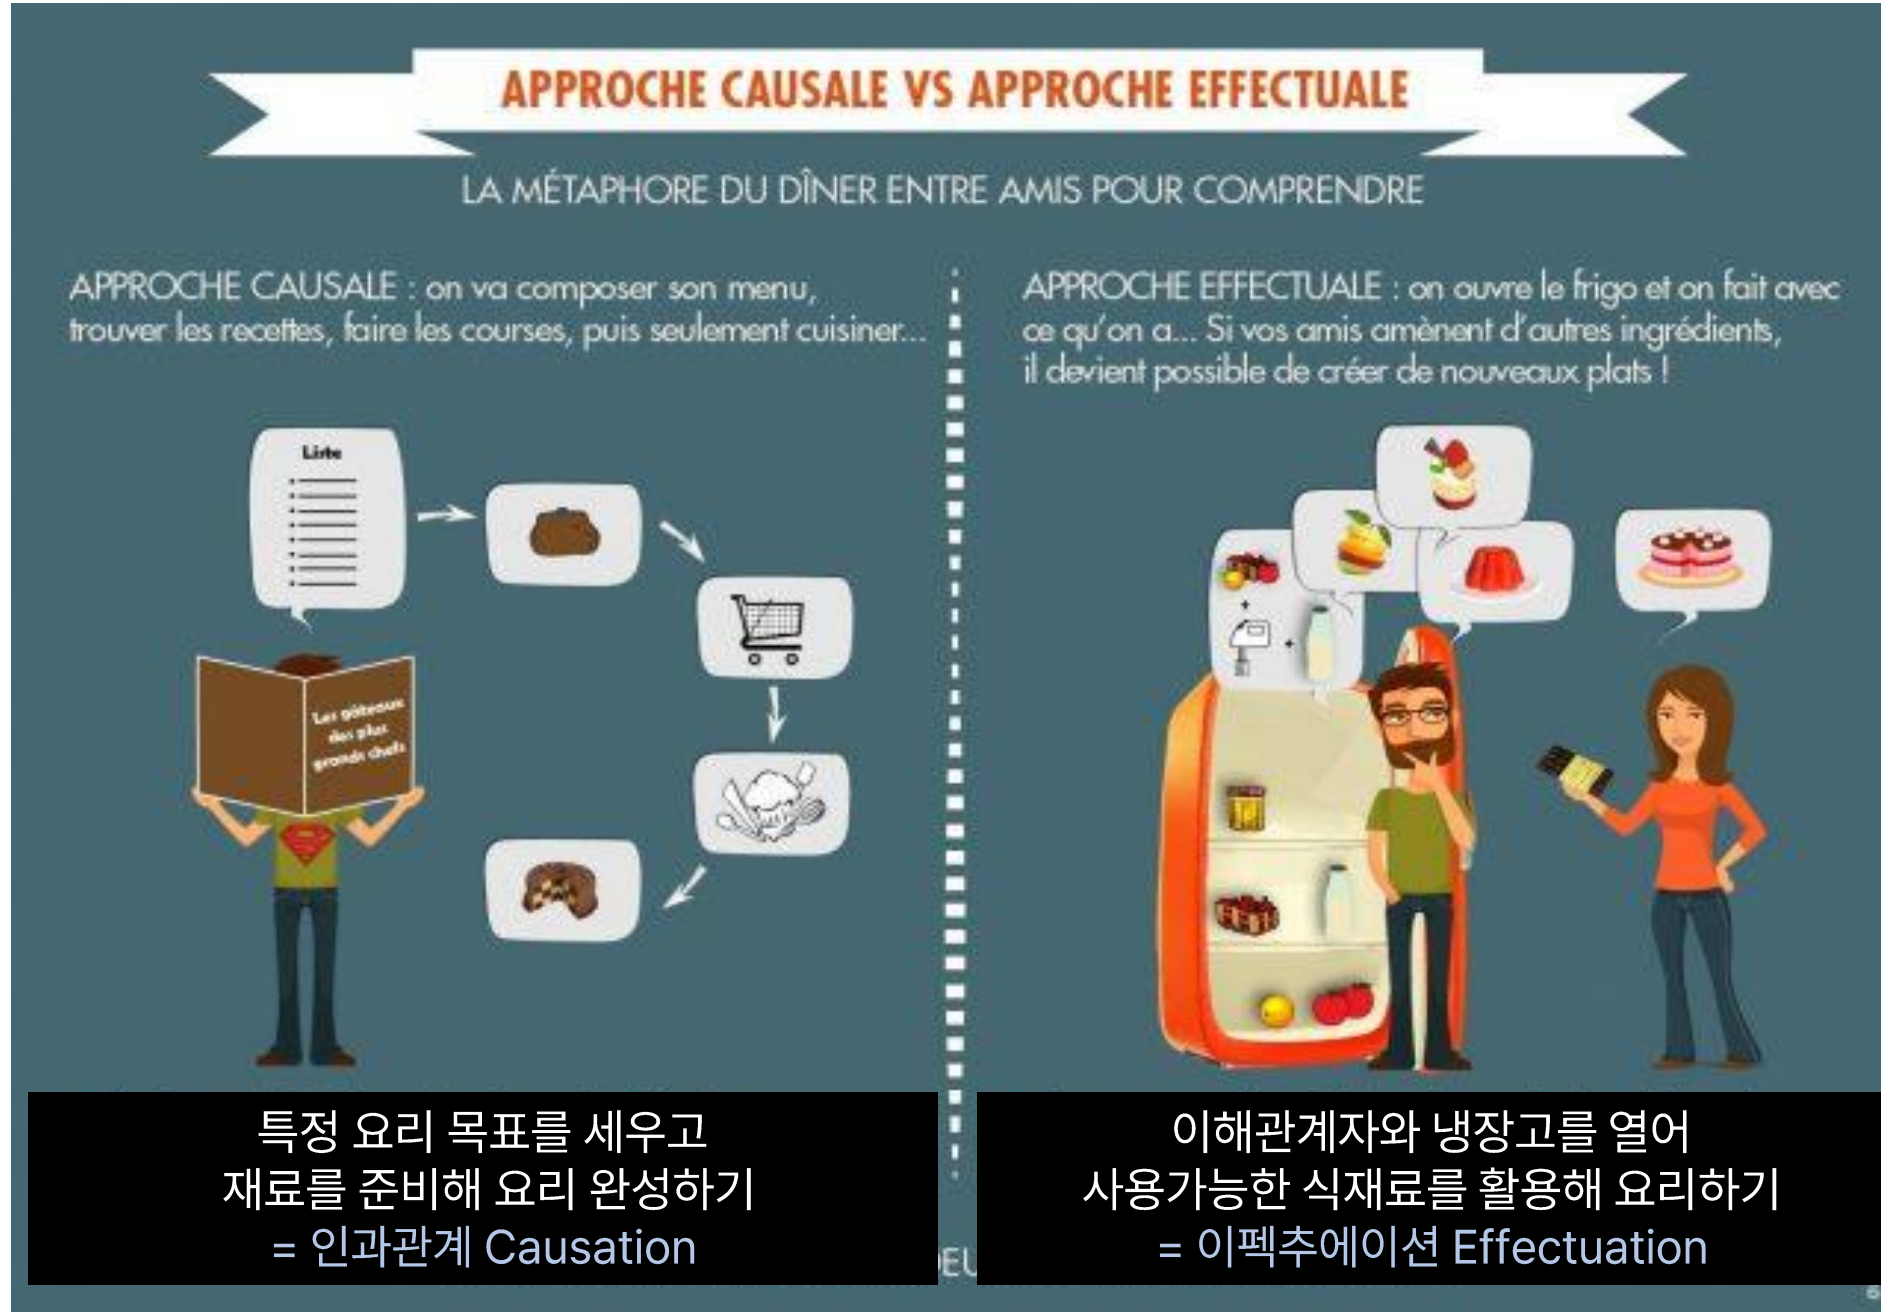 APPROCHE CAUSALE VS APPROCHE EFFECTUALE
LA MÉTAPHORE DU DÎNER ENTRE AMIS POUR COMPRENDRE
APPROCHE CAUSALE : on va composer son menu,
trouver les recettes, faire les courses, puis seulement cuisiner...
APPROCHE EFFECTUALE : on ouvre le frigo et on fait avec
ce qu'on a... Si vos amis amènent d'autres ingrédients,
il devient possible de créer de nouveaux plats !
Liste
Les gâteaux
des plus
grands chefs
특정 요리 목표를 세우고
재료를 준비해 요리 완성하기
= 인과관계 Causation
이해관계자와 냉장고를 열어
사용가능한 식재료를 활용해 요리하기
= 이펙추에이션 Effectuation